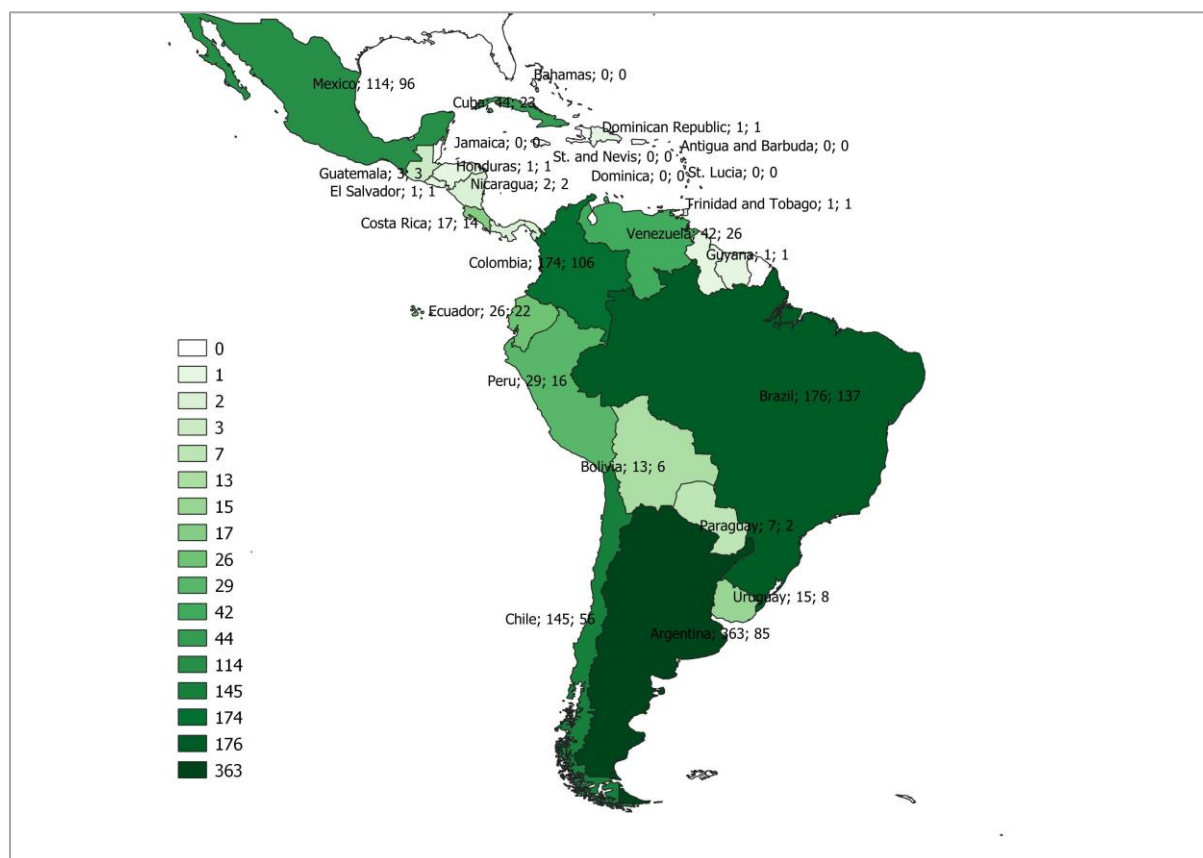 Bahamas; 0; 0
Mexico; 114; 96
Cuba; 44; 23
Dominican Republic; 1; 1
Jamaica; 0; 0
Antigua and Barbuda; 0; 0
St. and Nevis; 0; 0
Honduras; 1; 1
Guatemala; 3; 3
St. Lucia; 0; 0
Dominica; 0; 0
Nicaragua; 2; 2
El Salvador; 1; 1
Trinidad and Tobago; 1; 1
Costa Rica; 17; 14
Venezuela; 42; 26
Guyana; 1; 1
Colombia; 174; 106
Ecuador; 26; 22
Peru; 29; 16
Brazil; 176; 137
Bolivia; 13; 6
Paraguay; 7; 2
Uruguay; 15; 8
Chile; 145; 56
Argentina; 363; 85
0
1
2
3
7
13
15
17
26
29
42
44
114
145
174
176
363